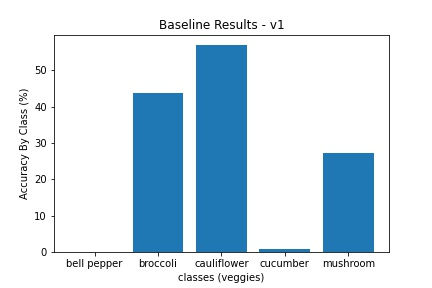 Baseline Results - v1
Accuracy By Class (%)
50
40
30
20
10
0
bell pepper broccoli cauliflower cucumber mushroom
classes (veggies)